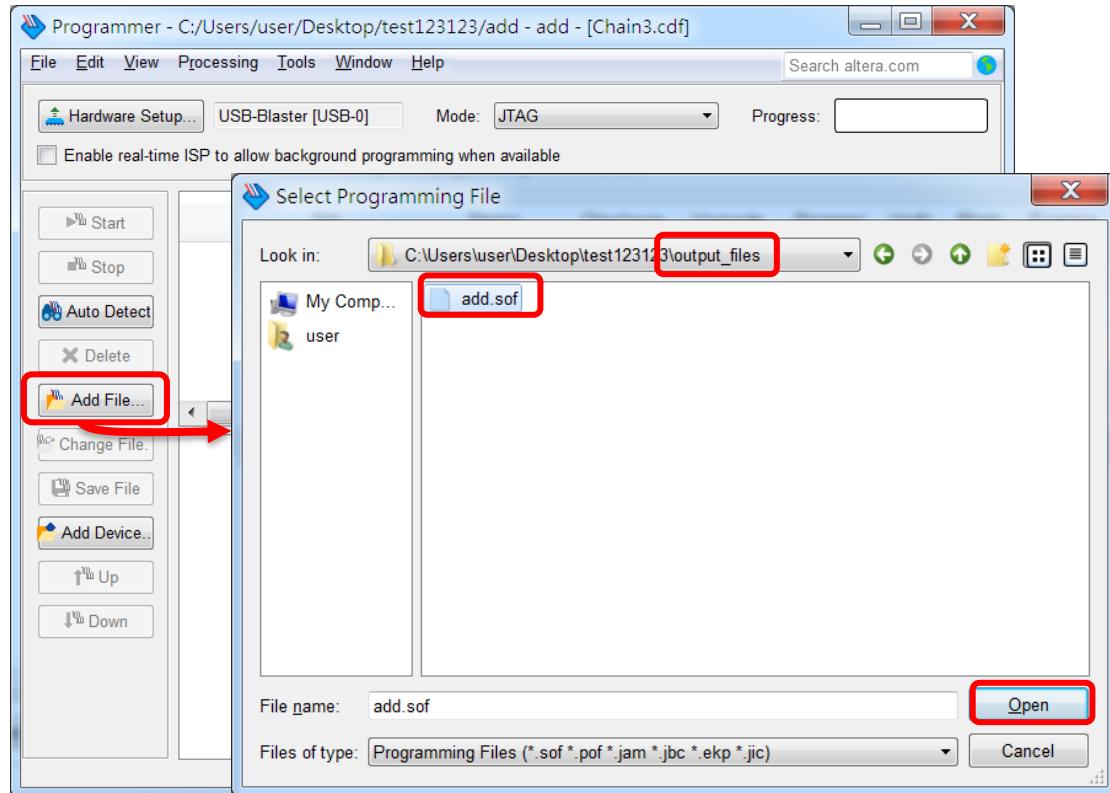 Programmer - C:/Users/user/Desktop/test123123/add - add - [Chain3.cdf]
File Edit View Processing Tools Window Help
Search altera.com
Hardware Setup... USB-Blaster [USB-0] Mode: JTAG Progress:
Enable real-time ISP to allow background programming when available
Select Programming File
Start
Look in: C:\Users\user\Desktop\test123123\output_files
Stop
My Comp... add.sof
Auto Detect
user
Delete
Add File...
Change File.
Save File
Add Device..
Up
Down
File name: add.sof Open
Files of type: Programming Files (*.sof *.pof *.jam *.jbc *.ekp *.jic) Cancel